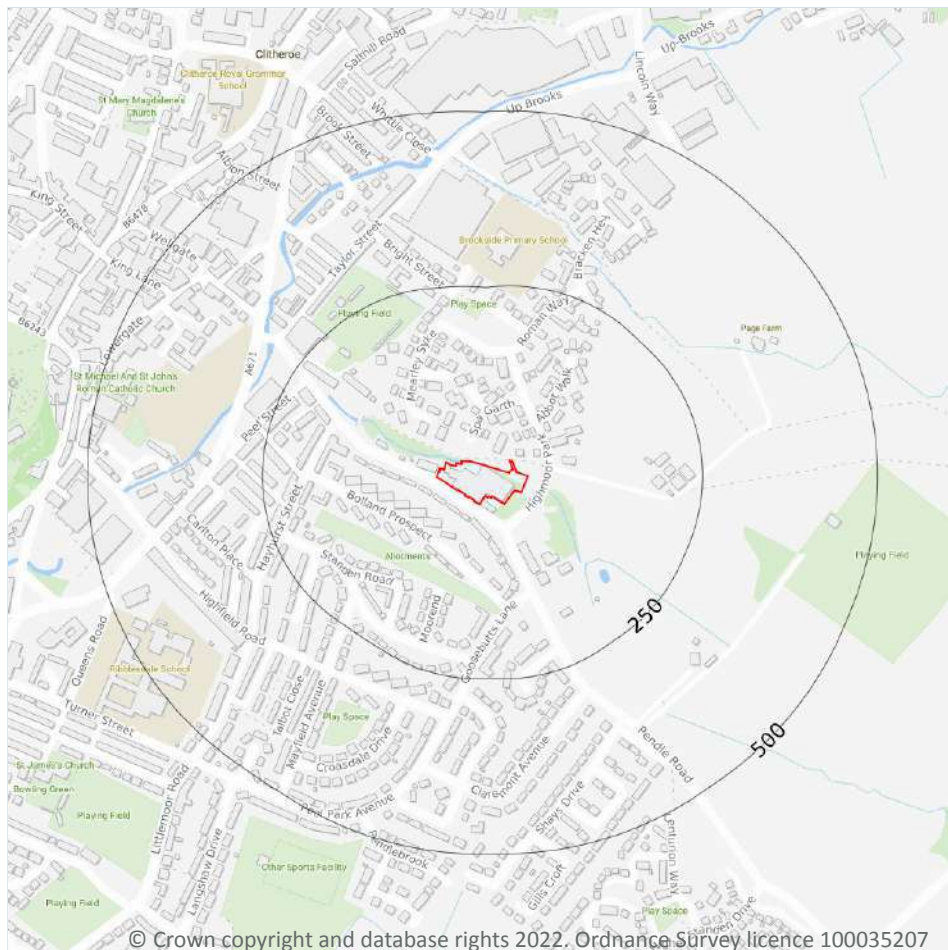 Clitheroe
Clitheroe Royal Grammar
School
St Mary Magdalene's
Church
Salthill Road
Up-Brooks
Up Brooks
Lincoln Way
Whittle Close
Brook Street
Albion Street
King Street
B6478
Wellgate
King Lane
Lowergate
B6243
Taylor Street
Bright Street
Brookside Primary School
Bracken Hey
Playing Field
Play Space
Roman Way
Page Farm
Mearley Syke
Spa Garth
Abbot Walk
Highmoor Park
St Michael And St John's
Roman Catholic Church
A671
Peel Street
Bolland Prospect
Hayhurst Street
Carlton Place
Highfield Road
Allotments
Standen Road
Moorend
Goosebutts Lane
Playing Field
250
Queens Road
Ribblesdale School
Turner Street
Talbot Close
Mayfield Avenue
Play Space
Croasdale Drive
Claremont Avenue
Pendle Road
500
St James's Church
Bowling Green
Playing Field
Littlemoor Road
Langshaw Drive
Peel Park Avenue
Shays Drive
Gills Croft
Other Sports Facility
Playing Field
Play Space
© Crown copyright and database rights 2022. Ordnance Survey licence 100035207